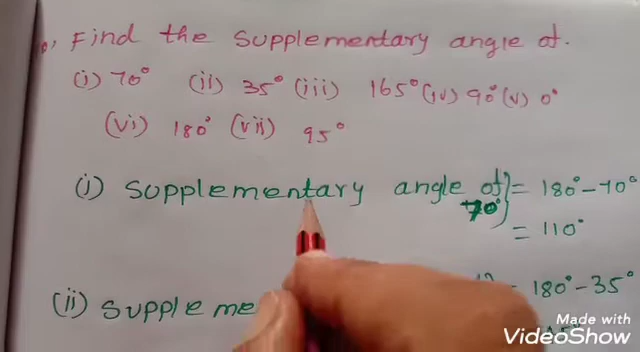 Find the supplementary angle of.
(i) 70° (ii) 35° (iii) 165° (iv) 90° (v) 0°
(vi) 180° (vii) 95°
(i) supplementary angle of 70° } = 180° - 70°
= 110°
(ii) suppleme = 180° - 35°
Made with
VideoShow